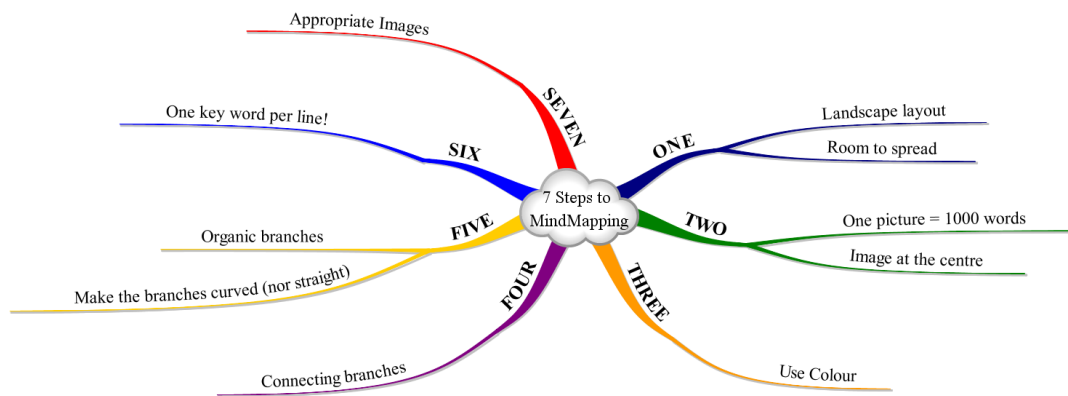 7 Steps to
MindMapping
ONE
Landscape layout
Room to spread
TWO
One picture = 1000 words
Image at the centre
THREE
Use Colour
FOUR
Connecting branches
FIVE
Organic branches
Make the branches curved (nor straight)
SIX
One key word per line!
SEVEN
Appropriate Images